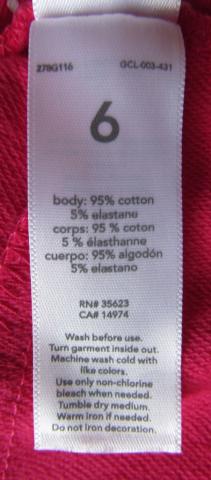 278G116 GCL-003-431
6
body: 95% cotton
5% elastane
corps: 95 % coton
5 % élasthanne
cuerpo: 95% algodón
5% elastano
RN# 35623
CA# 14974
Wash before use.
Turn garment inside out.
Machine wash cold with
like colors.
Use only non-chlorine
bleach when needed.
Tumble dry medium.
Warm iron if needed.
Do not iron decoration.